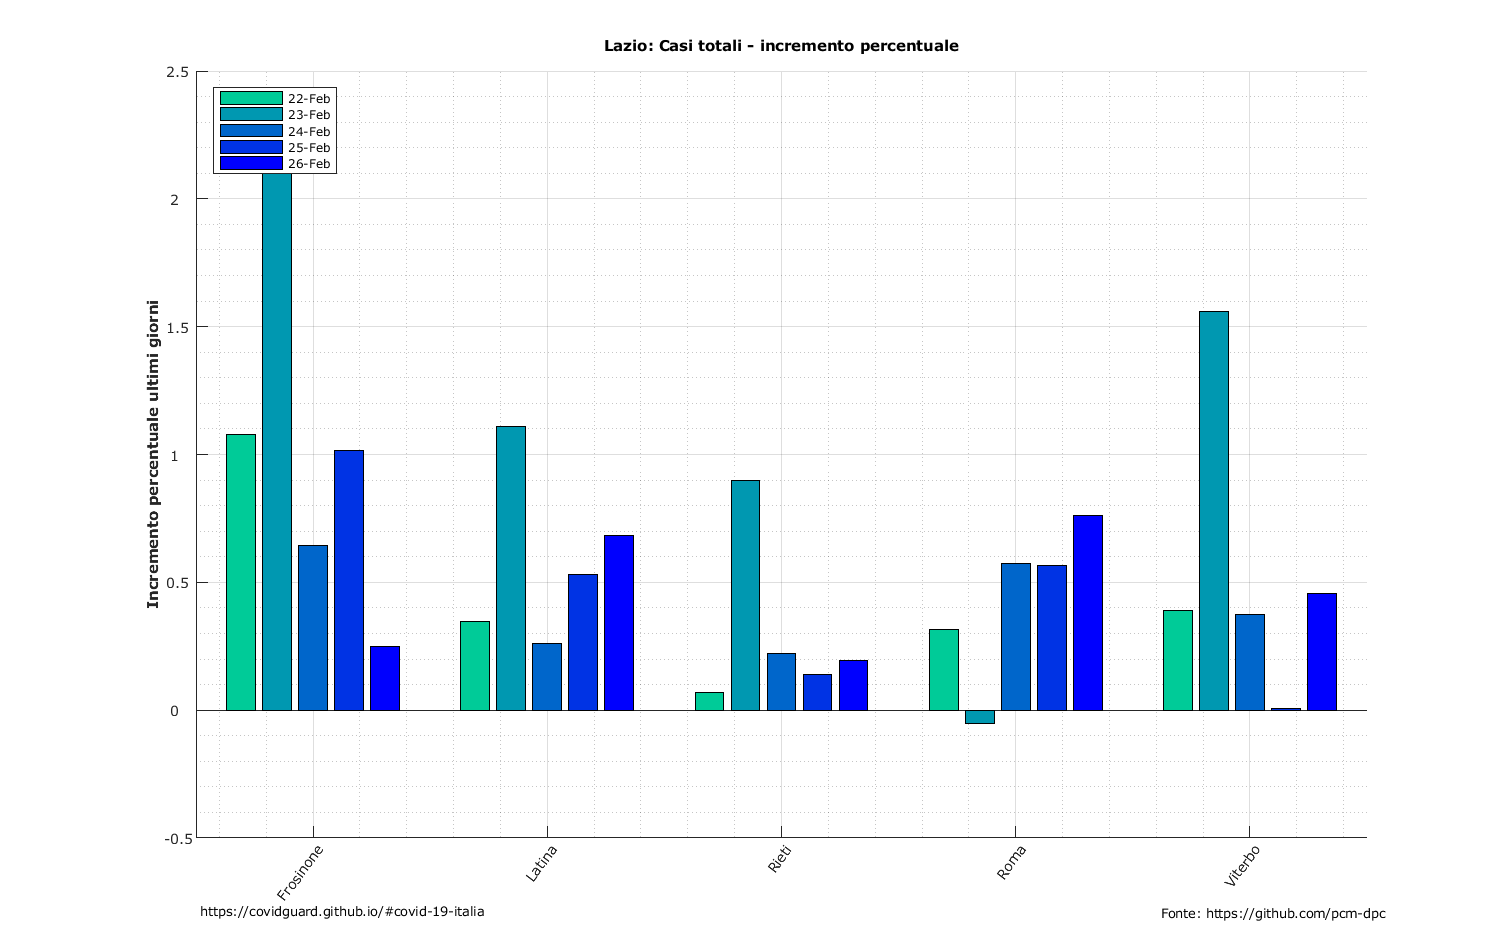 Lazio: Casi totali - incremento percentuale
Incremento percentuale ultimi giorni
2.5
2
1.5
1
0.5
0
-0.5
22-Feb
23-Feb
24-Feb
25-Feb
26-Feb
Frosinone
Latina
Rieti
Roma
Viterbo
https://covidguard.github.io/#covid-19-italia
Fonte: https://github.com/pcm-dpc